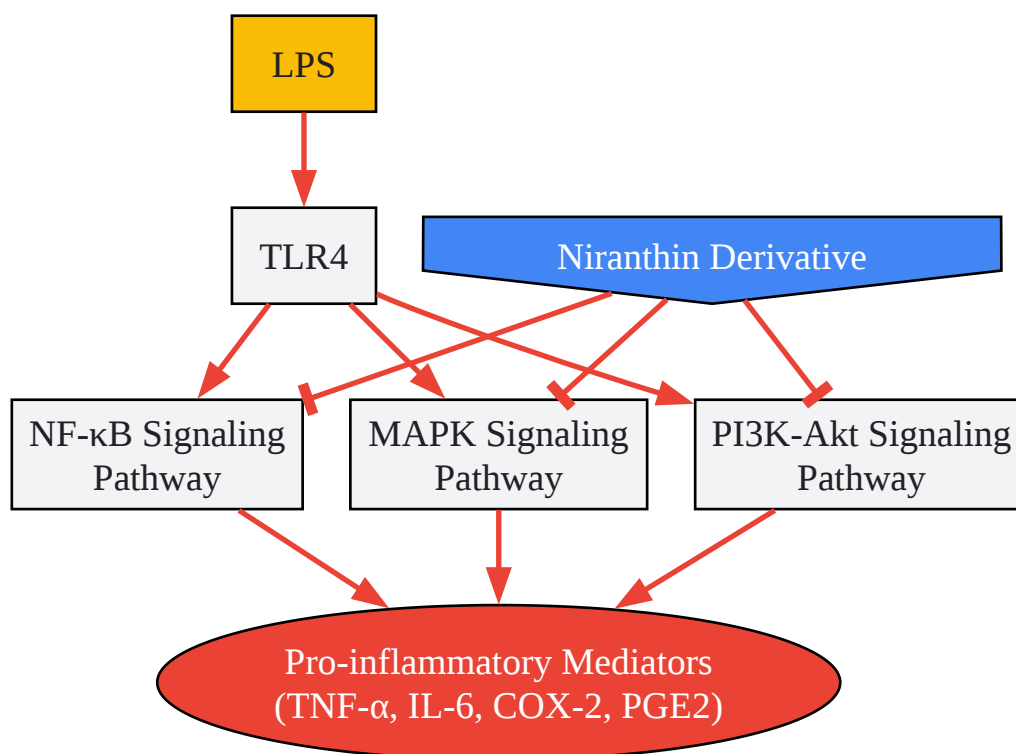 LPS
TLR4
Niranthin Derivative
NF-κB Signaling
Pathway
MAPK Signaling
Pathway
PI3K-Akt Signaling
Pathway
Pro-inflammatory Mediators
(TNF-α, IL-6, COX-2, PGE2)